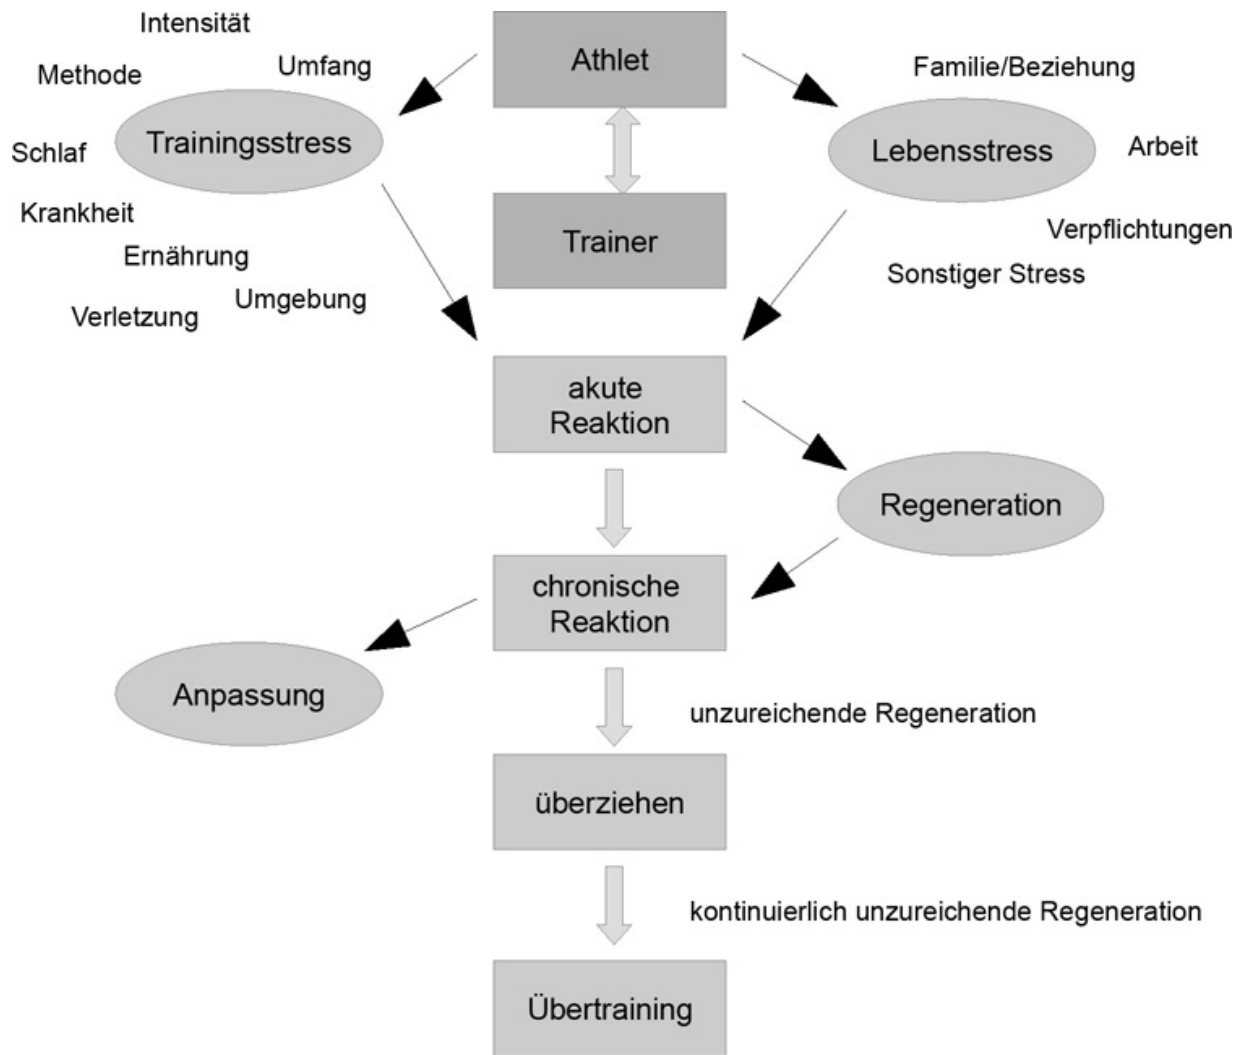 Intensität
Athlet
Umfang
Familie/Beziehung
Methode
Trainingsstress
Lebensstress
Arbeit
Schlaf
Krankheit
Trainer
Verpflichtungen
Ernährung
Sonstiger Stress
Umgebung
Verletzung
akute
Reaktion
Regeneration
chronische
Reaktion
Anpassung
unzureichende Regeneration
überziehen
kontinuierlich unzureichende Regeneration
Übertraining